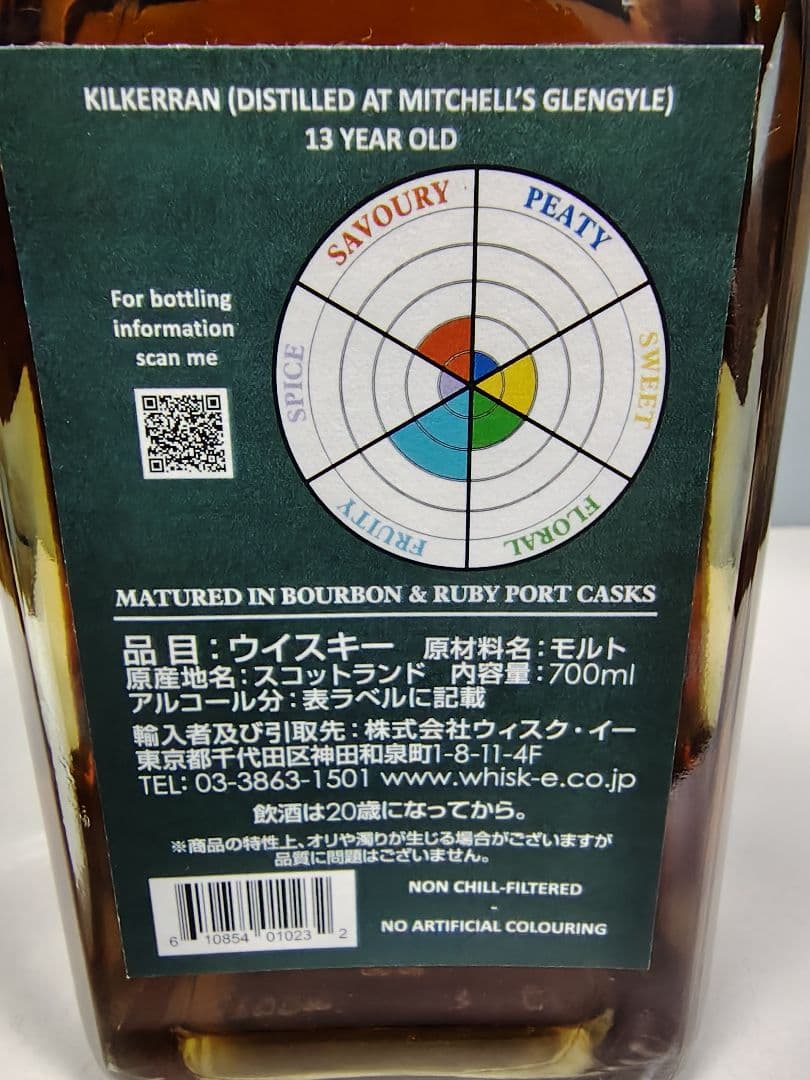 KILKERRAN (DISTILLED AT MITCHELL'S GLENGYLE)
13 YEAR OLD
SAVOURY
PEATY
SPICE
SWEET
FRUITY
FLORAL
For bottling
information
scan me
MATURED IN BOURBON & RUBY PORT CASKS
品目:ウイスキー 原材料名:モルト
原産地名:スコットランド 内容量:700ml
アルコール分:表ラベルに記載
輸入者及び引取先:株式会社ウィスク・イー
東京都千代田区神田和泉町1-8-11-4F
TEL: 03-3863-1501 www.whisk-e.co.jp
飲酒は20歳になってから。
※商品の特性上、オリや濁りが生じる場合がございますが
品質に問題はございません。
6 10854 01023 2
NON CHILL-FILTERED
-
NO ARTIFICIAL COLOURING